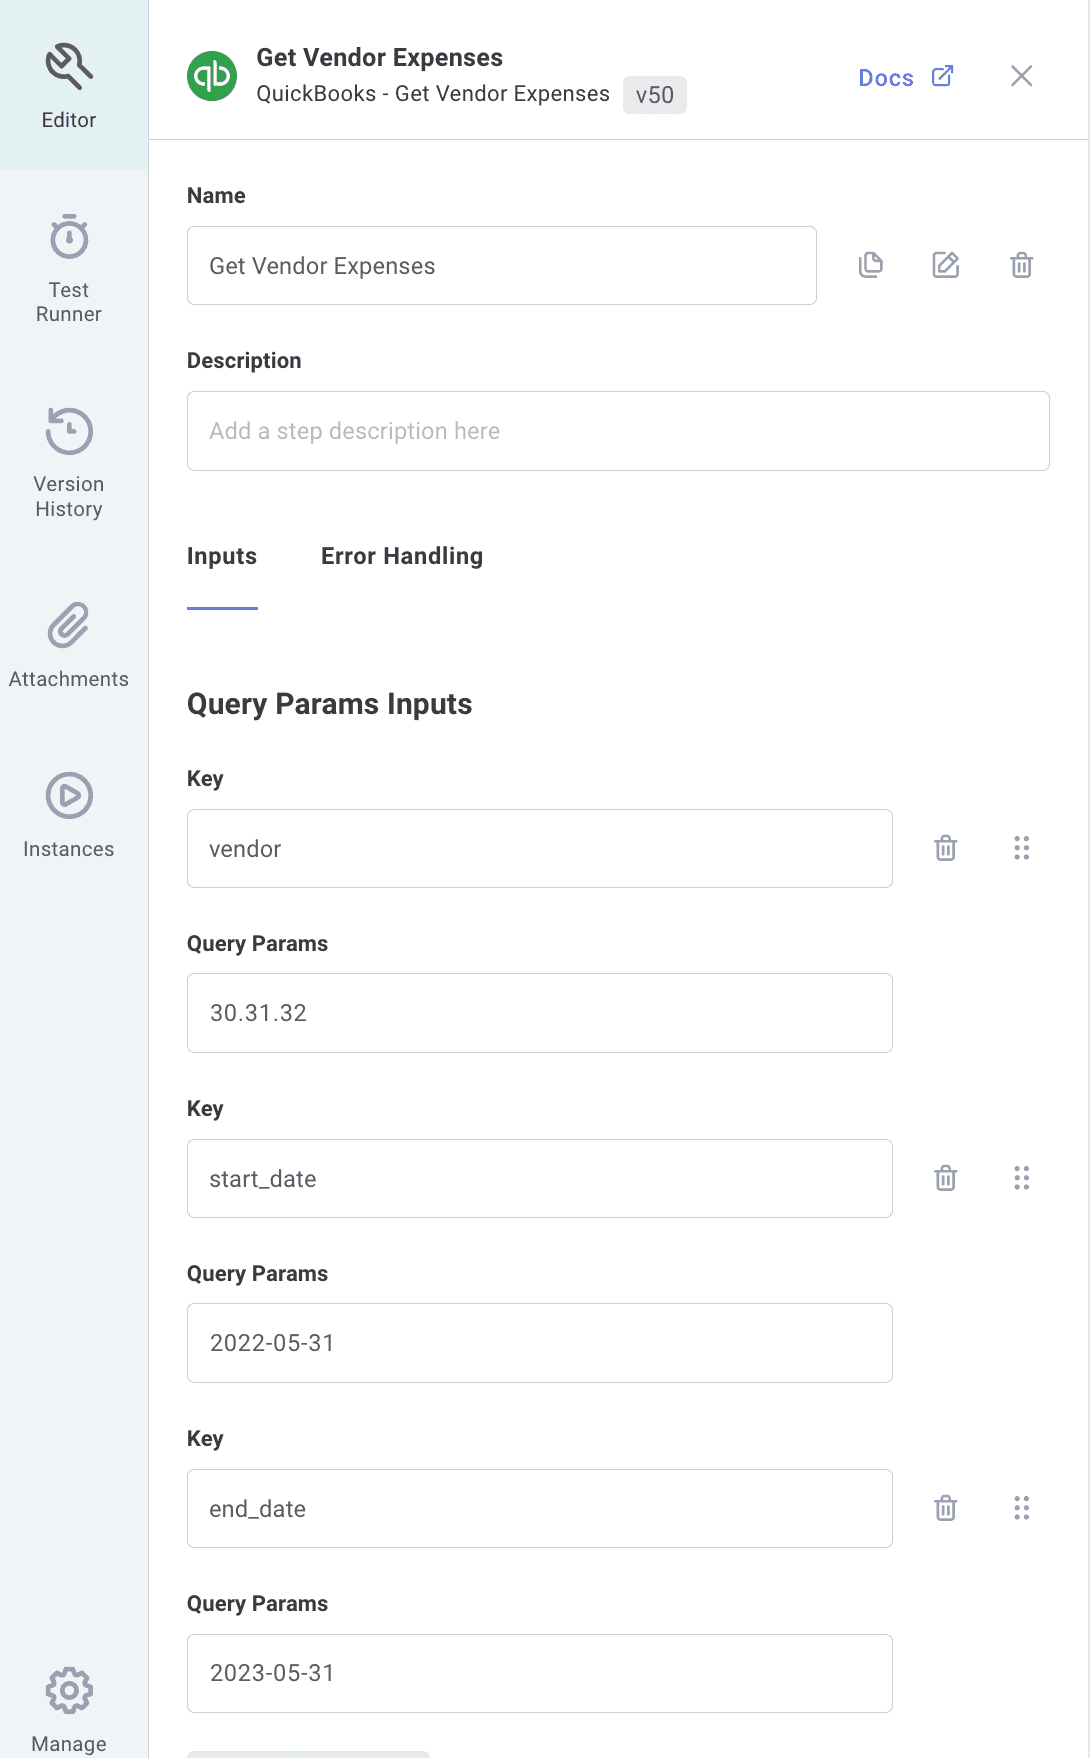 Editor
Test
Runner
Version
History
Attachments
Instances
Manage
qb
Get Vendor Expenses
QuickBooks - Get Vendor Expenses v50
Docs
Name
Get Vendor Expenses
Description
Add a step description here
Inputs Error Handling
Query Params Inputs
Key
vendor
Query Params
30.31.32
Key
start_date
Query Params
2022-05-31
Key
end_date
Query Params
2023-05-31